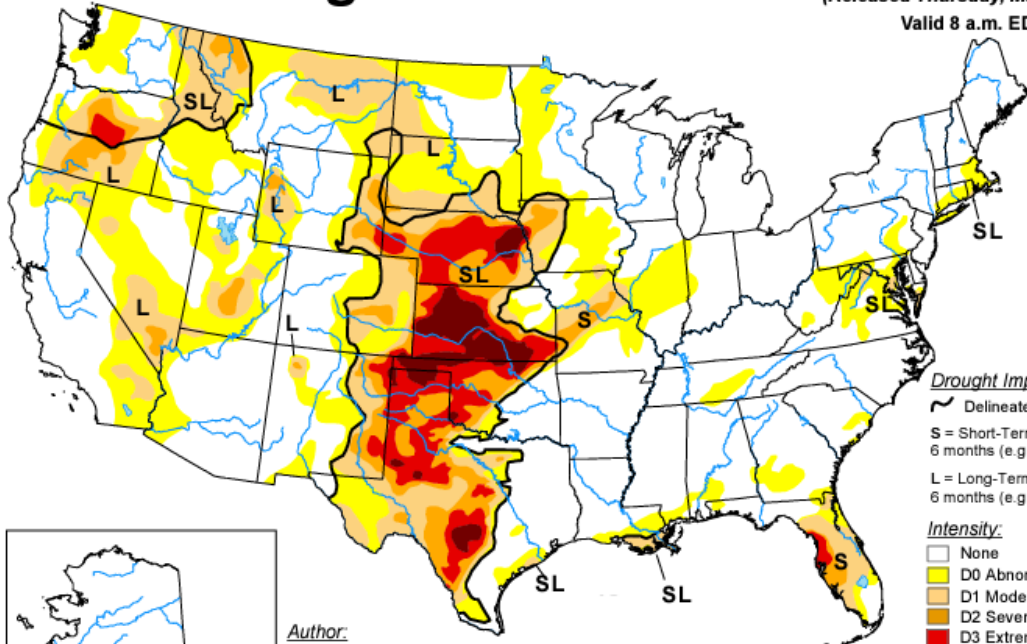 (Released Thursday,
Valid 8 a.m. ED
L
SL
L
L
L
SL
L
SL
L
S
SL
SL
SL
S
Drought Imp
Delineate
S = Short-Term
6 months (e.g
L = Long-Term
6 months (e.g
Intensity:
None
D0 Abnor
D1 Mode
D2 Sever
D3 Extrem
Author: